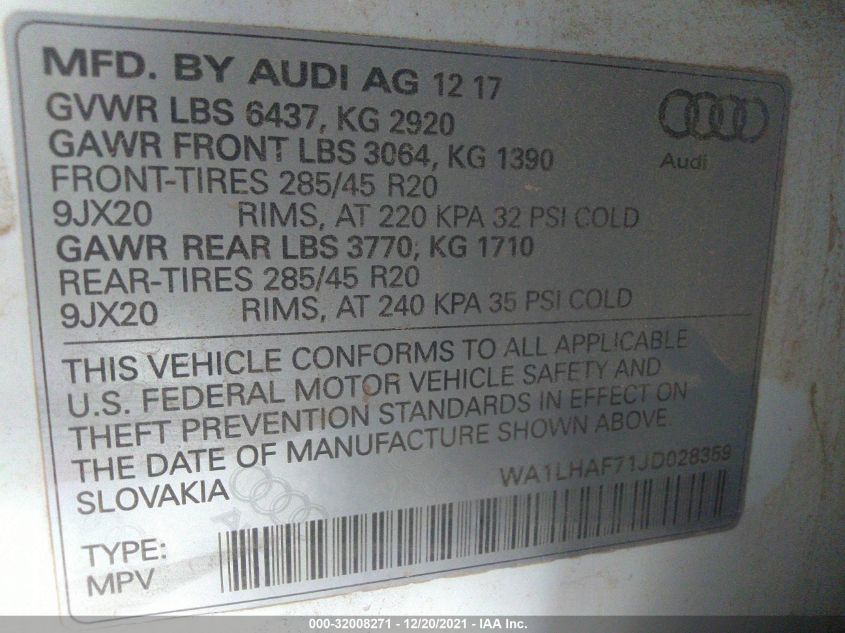 MFD. BY AUDI AG 12 17
GVWR LBS 6437, KG 2920
GAWR FRONT LBS 3064, KG 1390
FRONT-TIRES 285/45 R20
9JX20 RIMS, AT 220 KPA 32 PSI COLD
GAWR REAR LBS 3770, KG 1710
REAR-TIRES 285/45 R20
9JX20 RIMS, AT 240 KPA 35 PSI COLD
Audi
THIS VEHICLE CONFORMS TO ALL APPLICABLE
U.S. FEDERAL MOTOR VEHICLE SAFETY AND
THEFT PREVENTION STANDARDS IN EFFECT ON
THE DATE OF MANUFACTURE SHOWN ABOVE.
SLOVAKIA WA1LHAF71JD028359
TYPE:
MPV
000-32008271 - 12/20/2021 - IAA Inc.